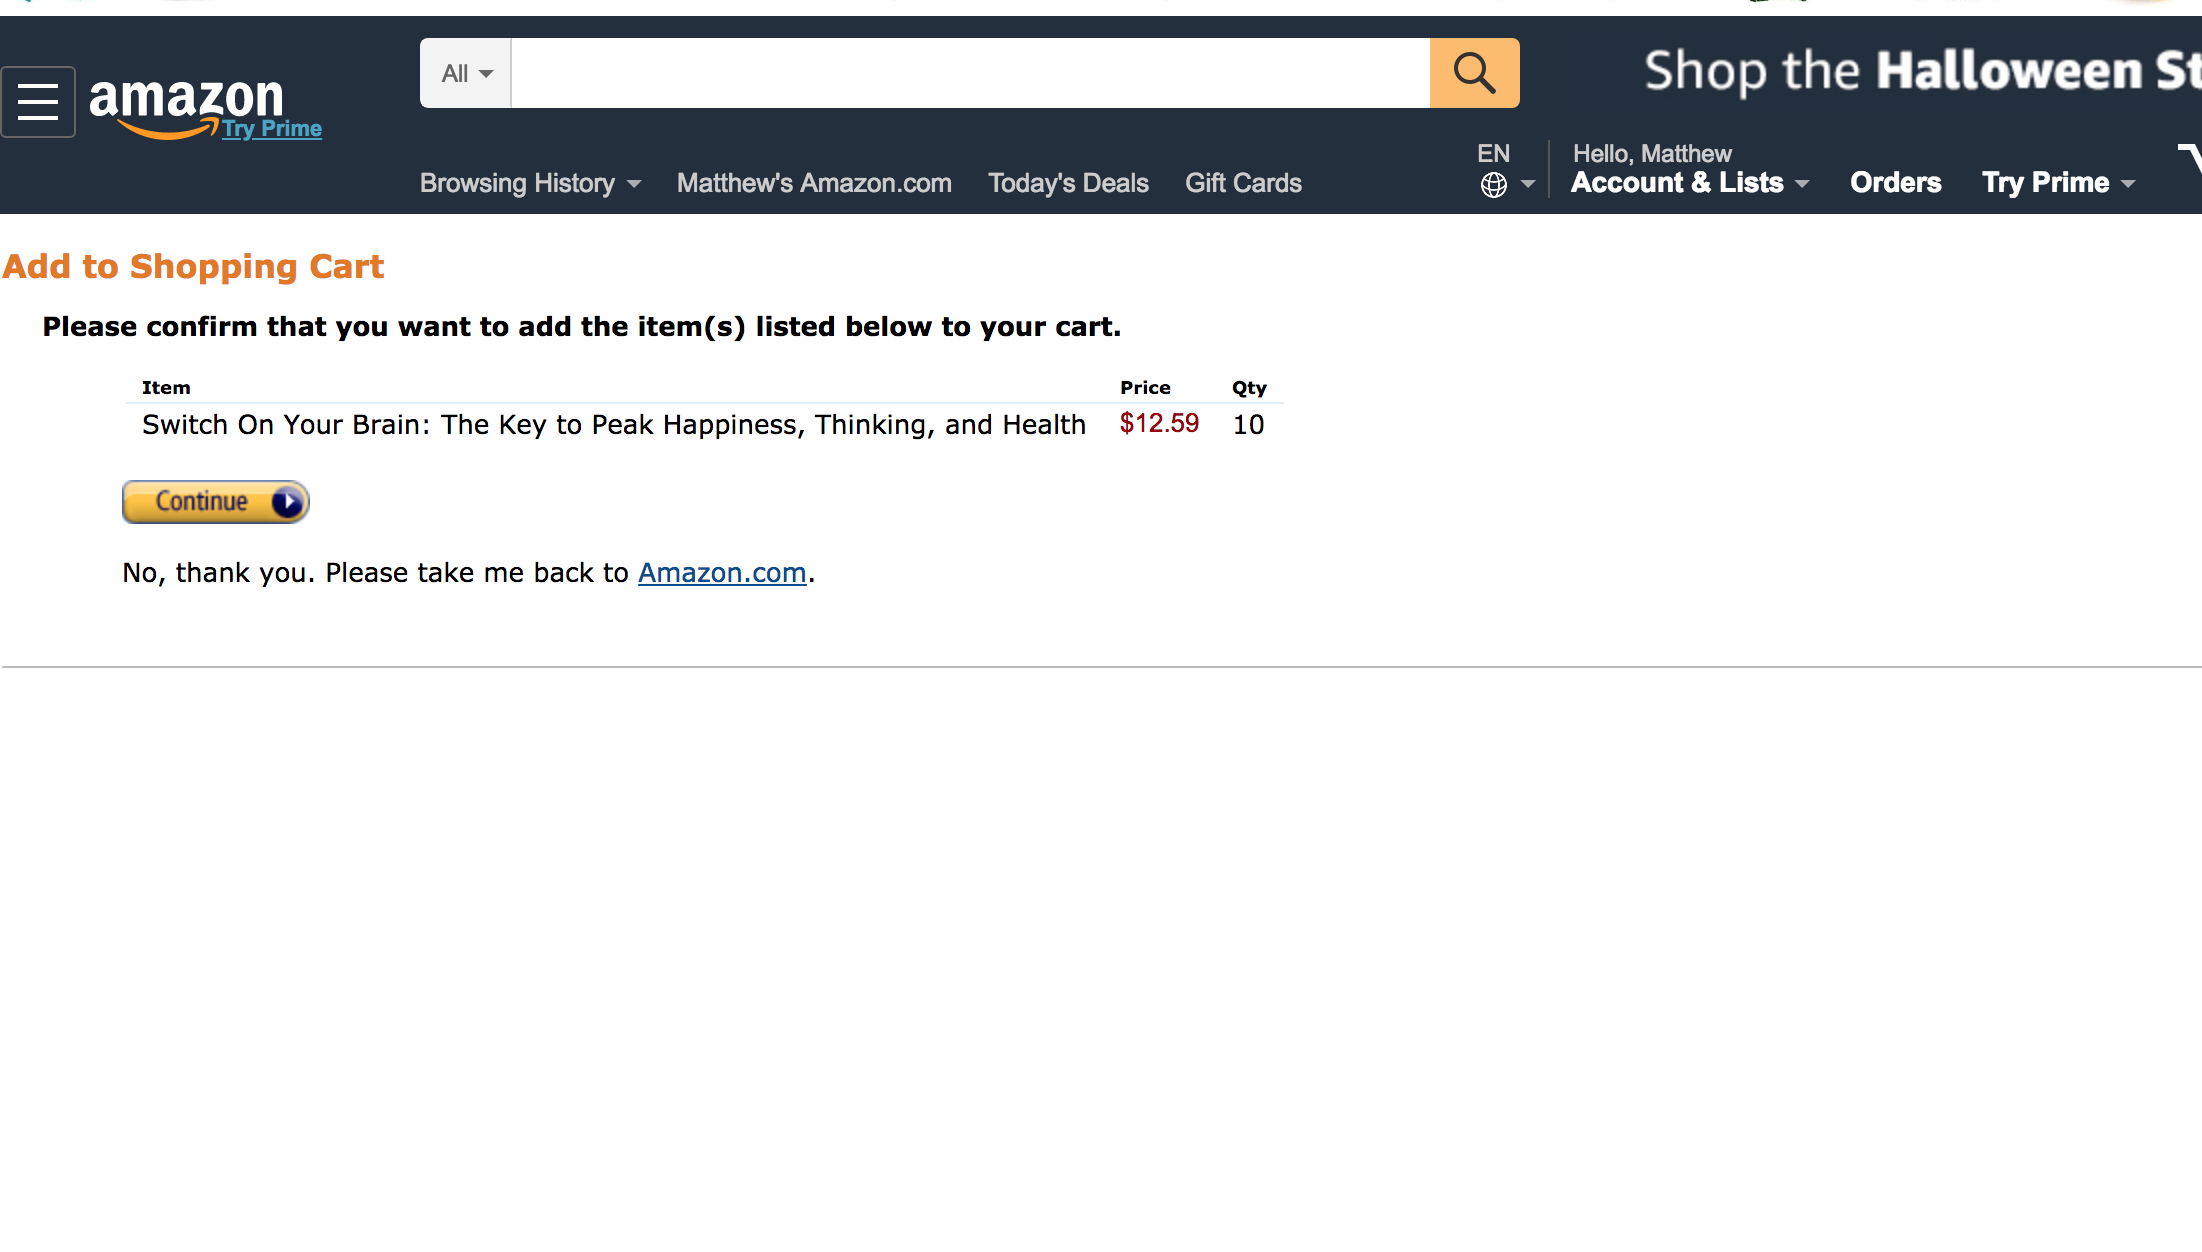 All
Shop the Halloween
amazon
Try Prime
EN
Hello, Matthew
Browsing History
Matthew's Amazon.com
Today's Deals
Gift Cards
Account & Lists
Orders
Try Prime
Add to Shopping Cart
Please confirm that you want to add the item(s) listed below to your cart.
Item Price Qty
Switch On Your Brain: The Key to Peak Happiness, Thinking, and Health $12.59 10
Continue
No, thank you. Please take me back to Amazon.com.